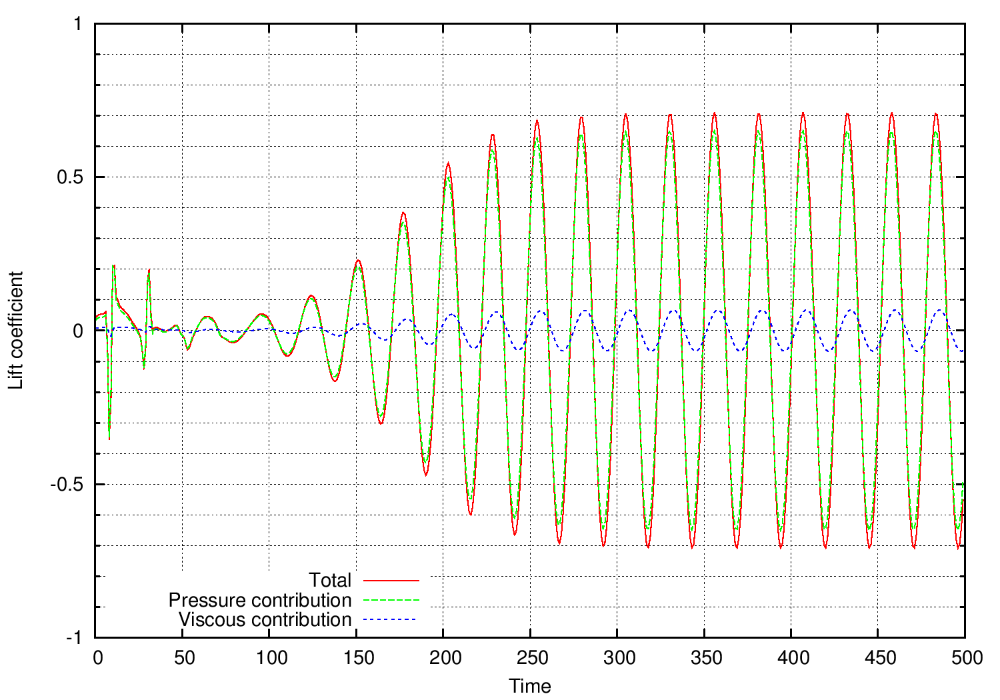 1
0.5
0
-0.5
-1
Lift coefficient
Total
Pressure contribution
Viscous contribution
0 50 100 150 200 250 300 350 400 450 500
Time